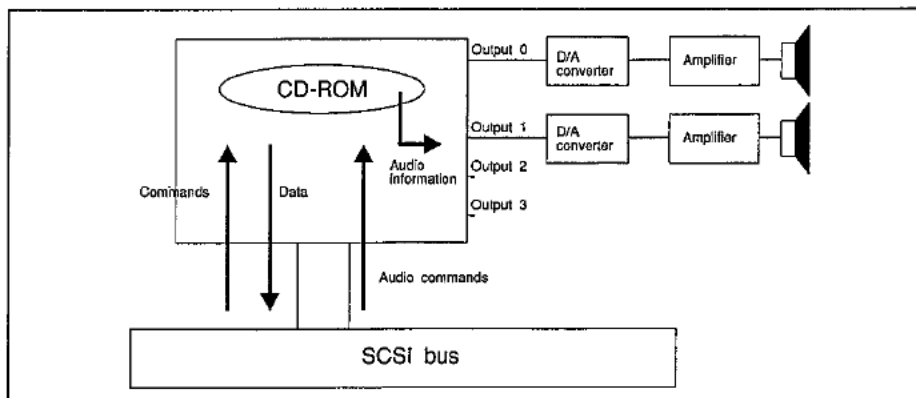 Output 0
D/A
converter
Amplifier
CD-ROM
Output 1
D/A
converter
Amplifier
Audio
information
Output 2
Commands
Data
Output 3
Audio commands
SCSI bus